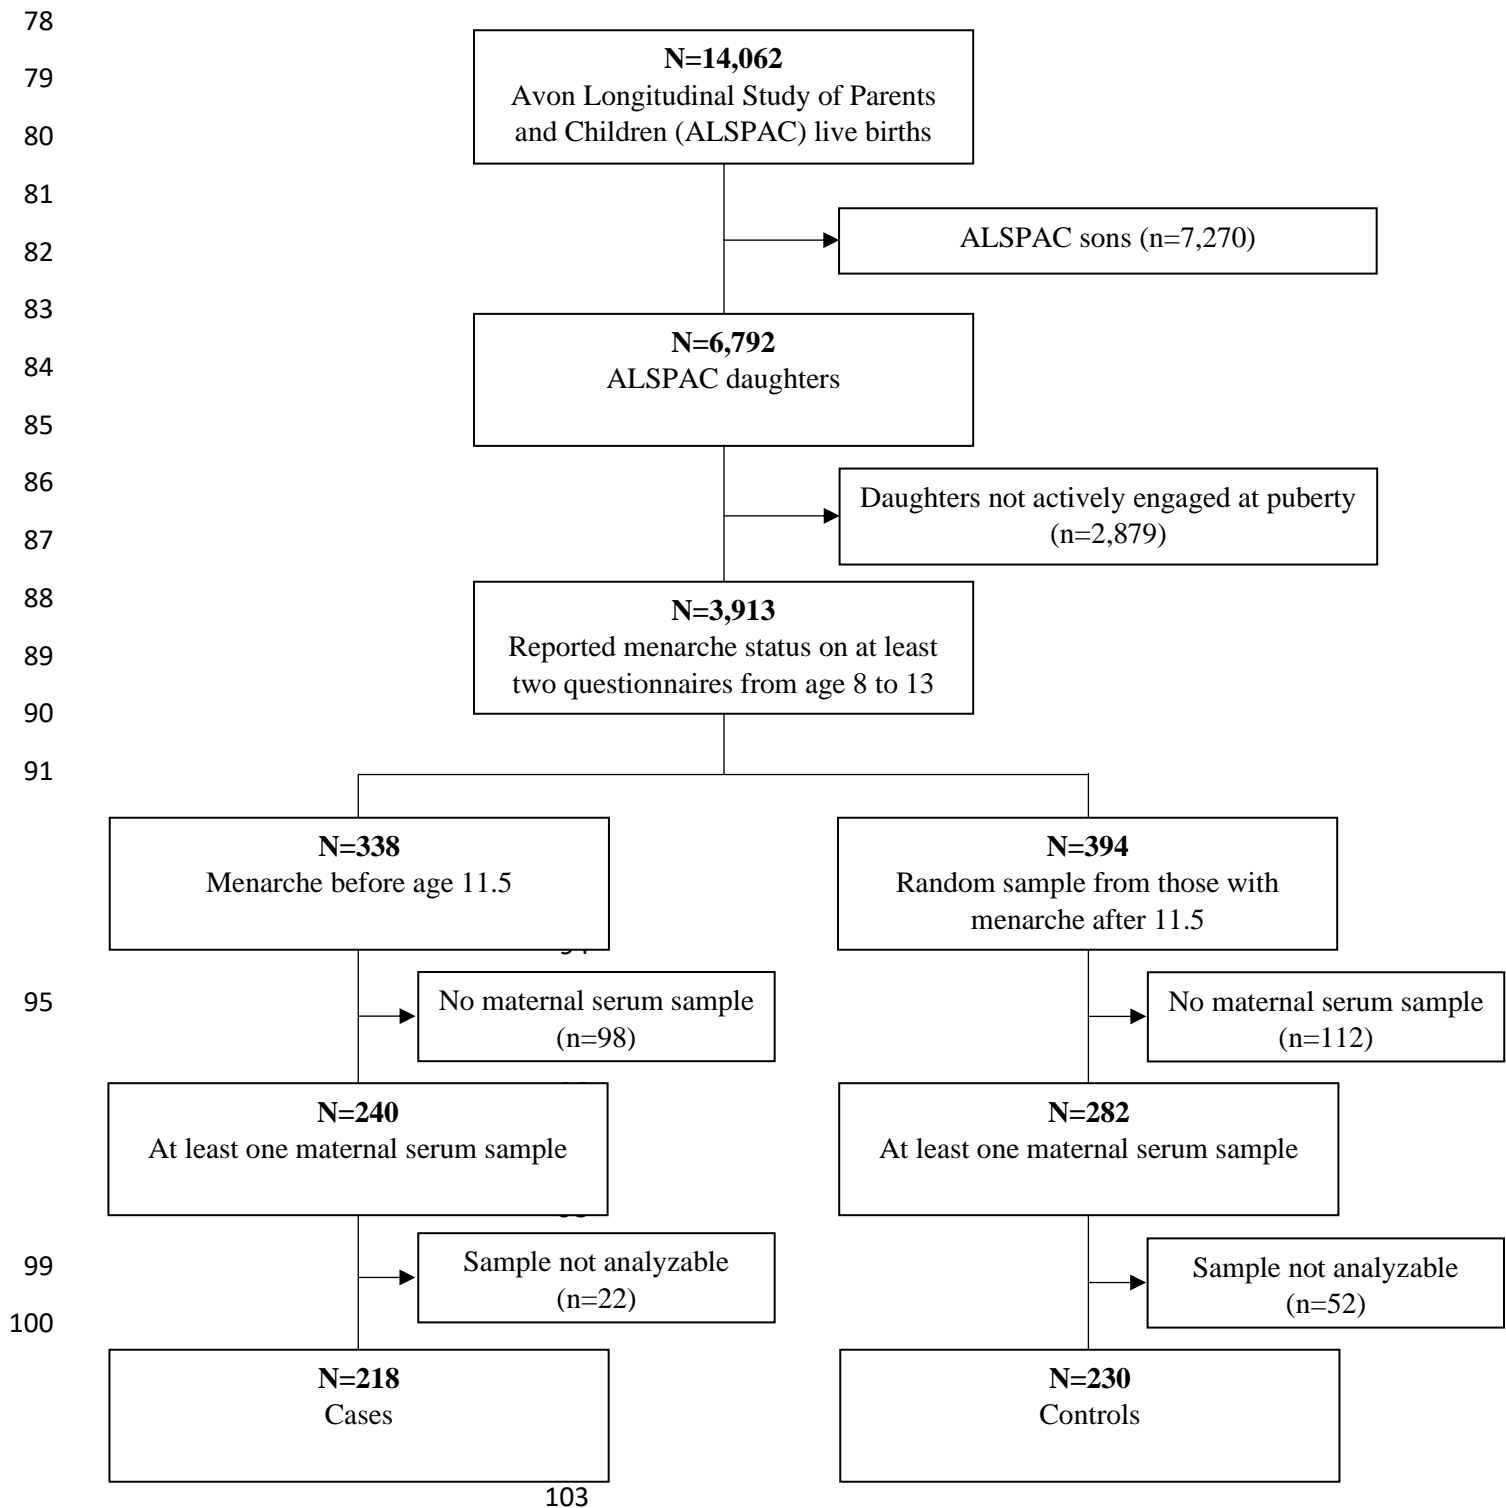 78
N=14,062
79
Avon Longitudinal Study of Parents
80
and Children (ALSPAC) live births
81
ALSPAC sons (n=7,270)
82
83
N=6,792
84
ALSPAC daughters
85
86
Daughters not actively engaged at puberty
87
(n=2,879)
88
N=3,913
89
Reported menarche status on at least
two questionnaires from age 8 to 13
90
91
N=338
Menarche before age 11.5
N=394
Random sample from those with
menarche after 11.5
95
No maternal serum sample
(n=98)
No maternal serum sample
(n=112)
N=240
At least one maternal serum sample
N=282
At least one maternal serum sample
99
Sample not analyzable
(n=22)
Sample not analyzable
(n=52)
100
N=218
Cases
N=230
Controls
103